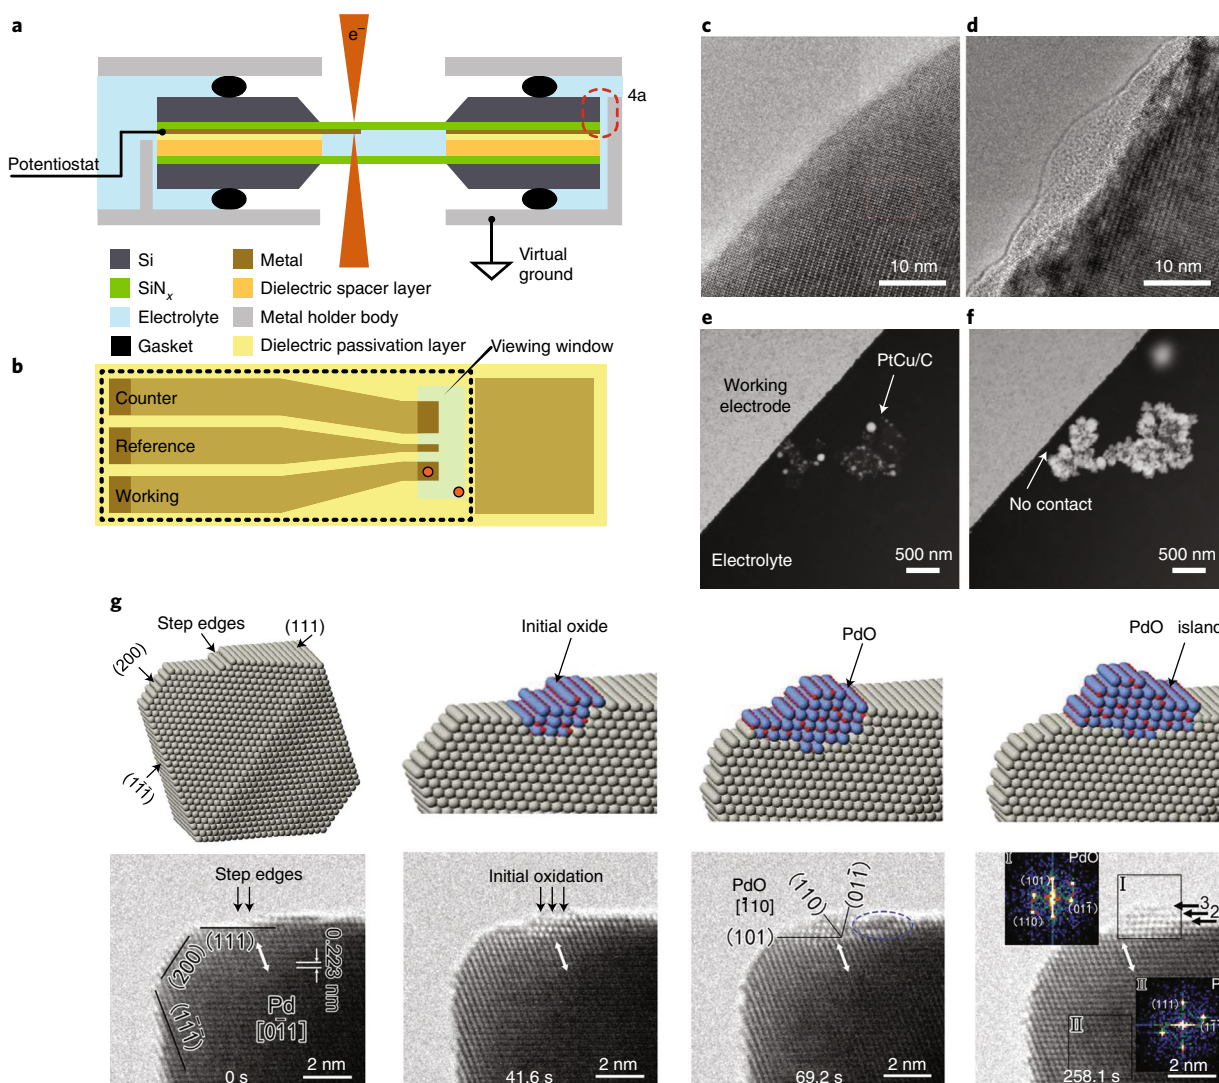 a
e⁻
4a
Potentiostat
Virtual
ground
Si
Metal
SiNₓ
Dielectric spacer layer
Electrolyte
Metal holder body
Gasket
Dielectric passivation layer
b
Viewing window
Counter
Reference
Working
c
10 nm
d
10 nm
e
PtCu/C
Working
electrode
Electrolyte
500 nm
f
No contact
500 nm
g
Step edges
(111)
(200)
(11̄1̄)
Initial oxide
PdO
PdO island
Step edges
(111)
(200)
(11̄1̄)
0.223 nm
Pd
[01̄1]
0 s
2 nm
Initial oxidation
41.6 s
2 nm
PdO
[1̄10]
(110)
(011̄)
(101)
69.2 s
2 nm
I
PdO
(101)
(011̄)
(110)
I
3
2
II
II
(111)
258.1 s
2 nm